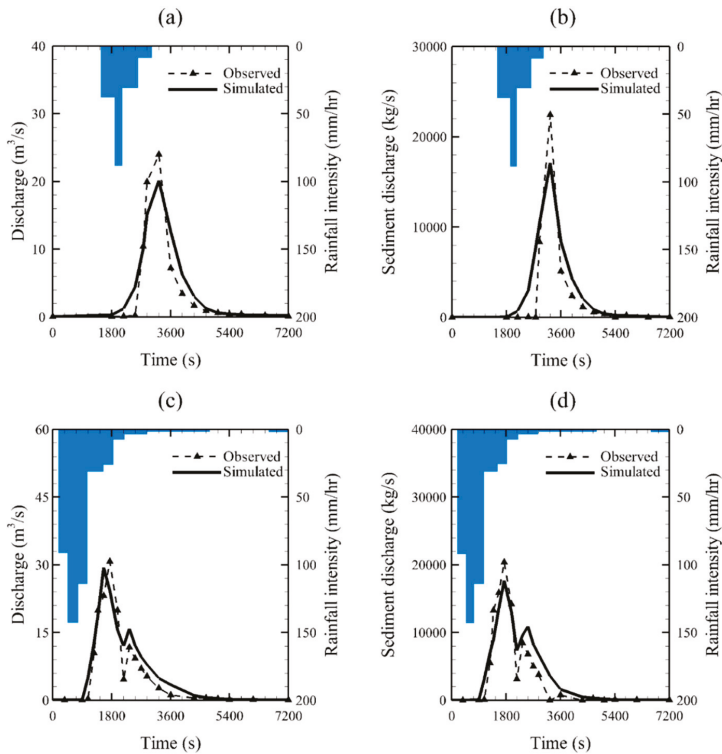 (a)
40
30
20
10
0
Discharge (m³/s)
0
50
100
150
200
Rainfall intensity (mm/hr)
Observed
Simulated
0 1800 3600 5400 7200
Time (s)
(b)
30000
20000
10000
0
Sediment discharge (kg/s)
0
50
100
150
200
Rainfall intensity (mm/hr)
Observed
Simulated
0 1800 3600 5400 7200
Time (s)
(c)
60
45
30
15
0
Discharge (m³/s)
0
50
100
150
200
Rainfall intensity (mm/hr)
Observed
Simulated
0 1800 3600 5400 7200
Time (s)
(d)
40000
30000
20000
10000
0
Sediment discharge (kg/s)
0
50
100
150
200
Rainfall intensity (mm/hr)
Observed
Simulated
0 1800 3600 5400 7200
Time (s)